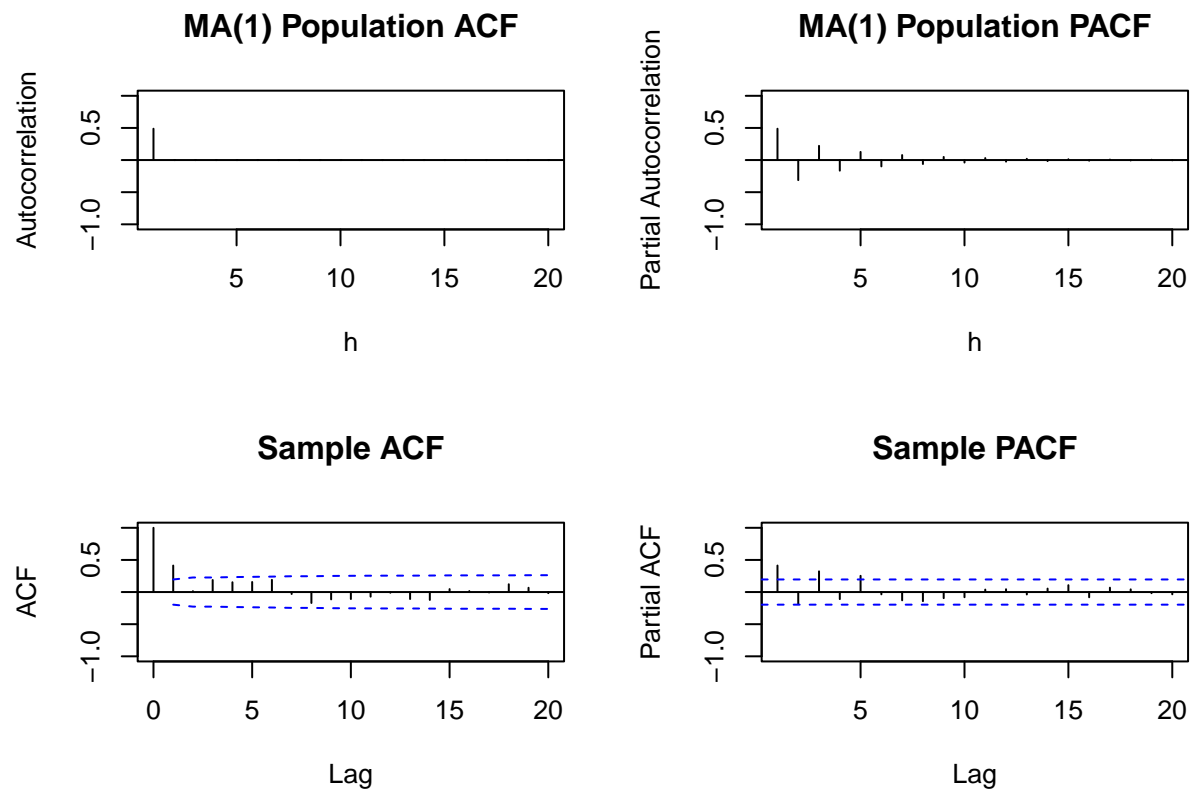 MA(1) Population ACF
Autocorrelation
0.5
−1.0
5 10 15 20
h
MA(1) Population PACF
Partial Autocorrelation
0.5
−1.0
5 10 15 20
h
Sample ACF
ACF
0.5
−1.0
0 5 10 15 20
Lag
Sample PACF
Partial ACF
0.5
−1.0
5 10 15 20
Lag